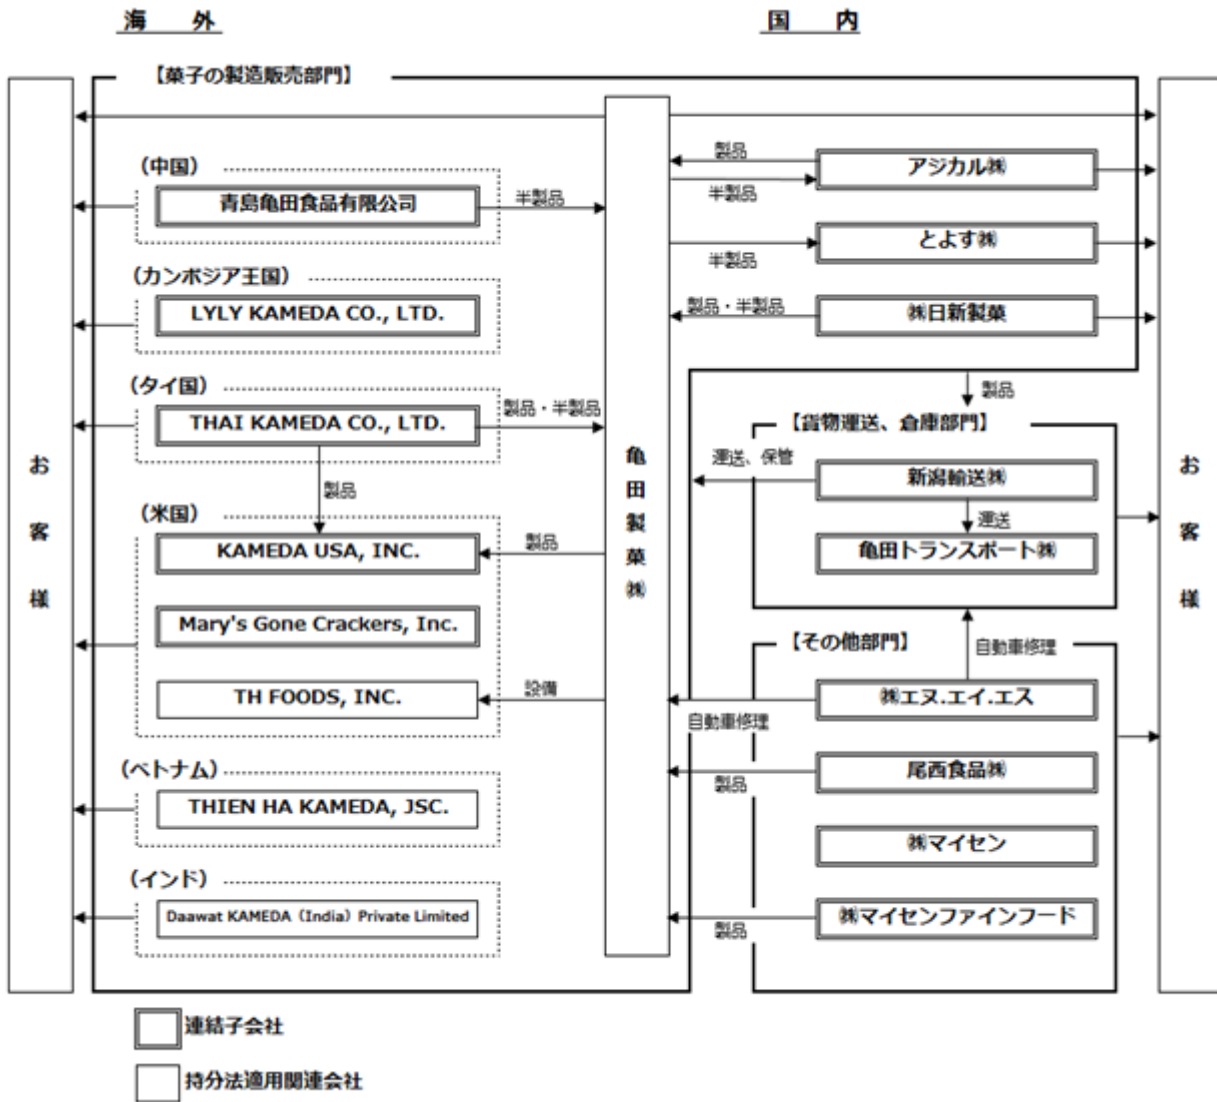 海　外
国　内
【菓子の製造販売部門】
（中国）
青島亀田食品有限公司
半製品
（カンボジア王国）
LYLY KAMEDA CO., LTD.
（タイ国）
THAI KAMEDA CO., LTD.
製品・半製品
製品
（米国）
KAMEDA USA, INC.
製品
Mary's Gone Crackers, Inc.
TH FOODS, INC.
設備
（ベトナム）
THIEN HA KAMEDA, JSC.
（インド）
Daawat KAMEDA（India）Private Limited
お客様
亀田製菓㈱
製品
アジカル㈱
半製品
とよす㈱
半製品
製品・半製品
㈱日新製菓
製品
【貨物運送、倉庫部門】
運送、保管
新潟輸送㈱
運送
亀田トランスポート㈱
【その他部門】
自動車修理
㈱エヌ.エイ.エス
自動車修理
尾西食品㈱
製品
㈱マイセン
㈱マイセンファインフード
製品
お客様
連結子会社
持分法適用関連会社